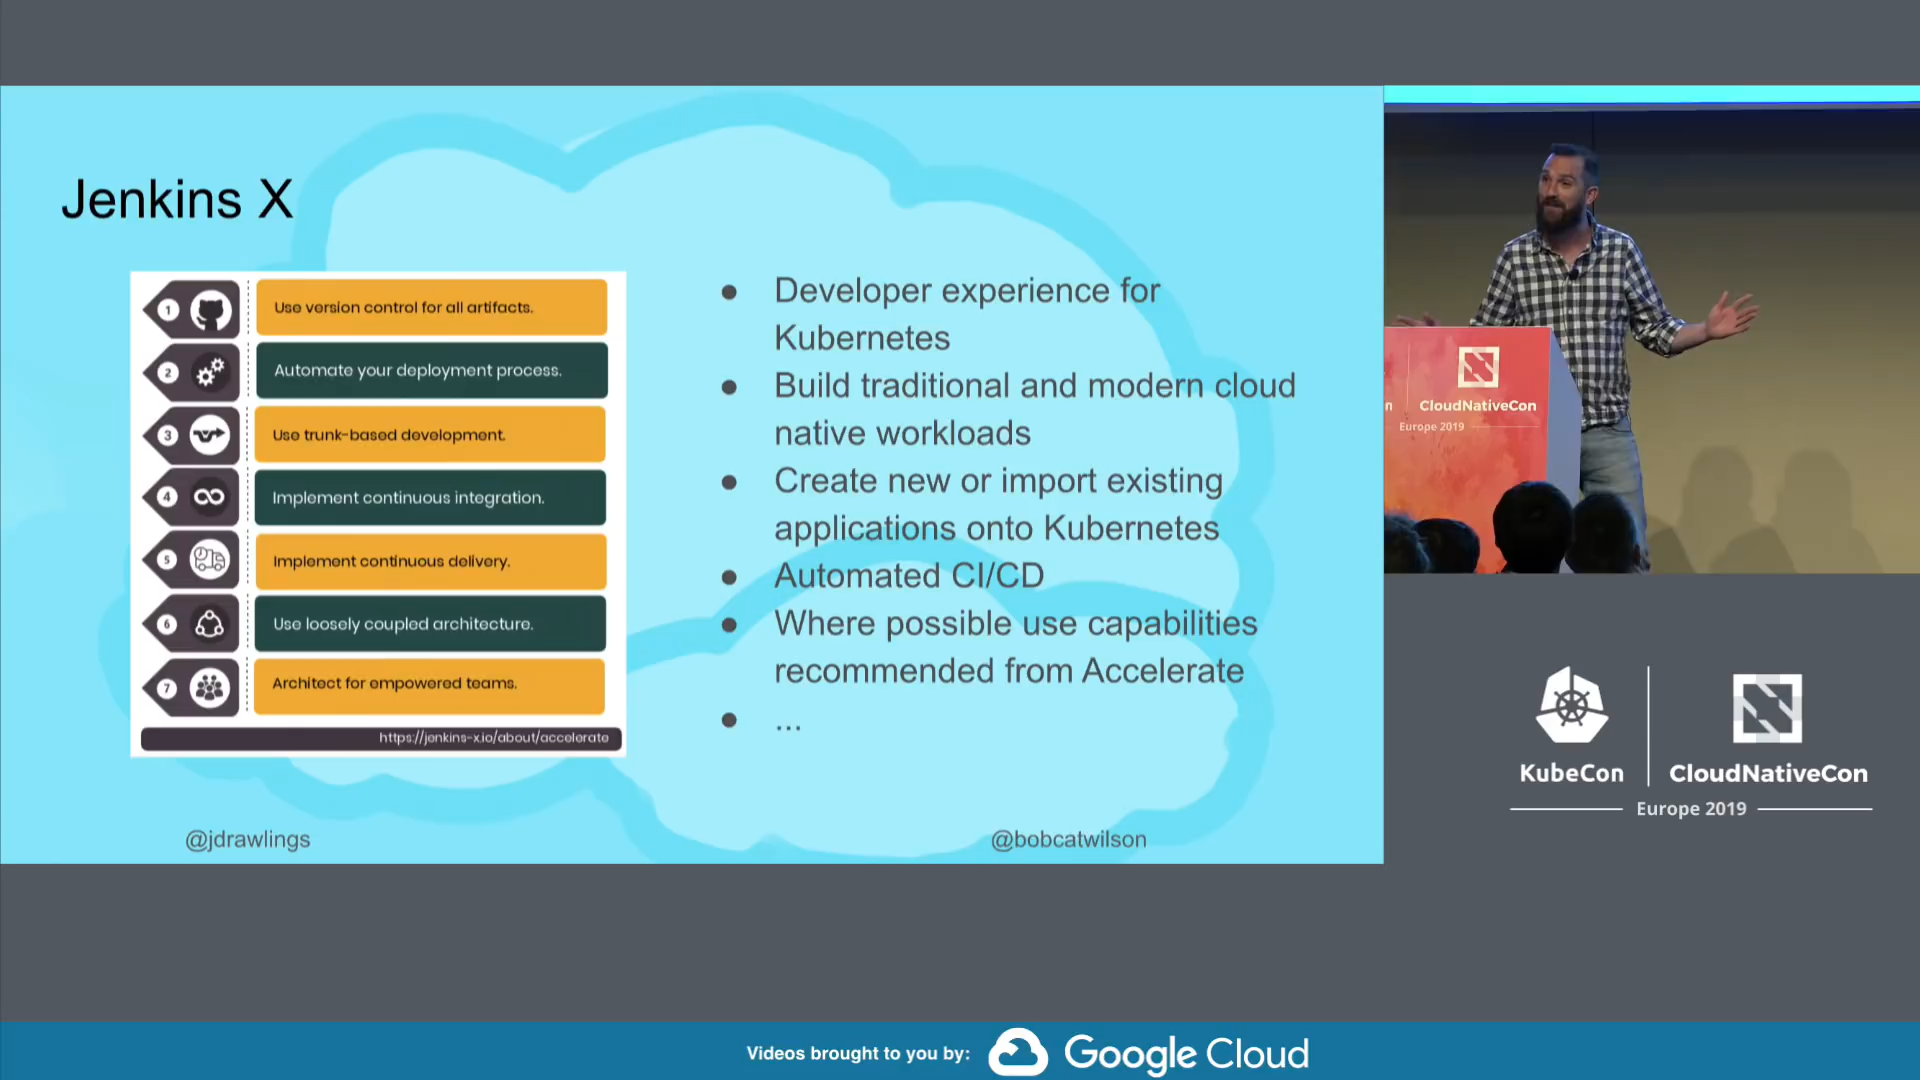 Jenkins X
1
Use version control for all artifacts.
2
Automate your deployment process.
3
Use trunk-based development.
4
Implement continuous integration.
5
Implement continuous delivery.
6
Use loosely coupled architecture.
7
Architect for empowered teams.
https://jenkins-x.io/about/accelerate
● Developer experience for
Kubernetes
● Build traditional and modern cloud
native workloads
● Create new or import existing
applications onto Kubernetes
● Automated CI/CD
● Where possible use capabilities
recommended from Accelerate
● ...
@jdrawlings
@bobcatwilson
n
CloudNativeCon
Europe 2019
KubeCon
CloudNativeCon
Europe 2019
Videos brought to you by:
Google Cloud